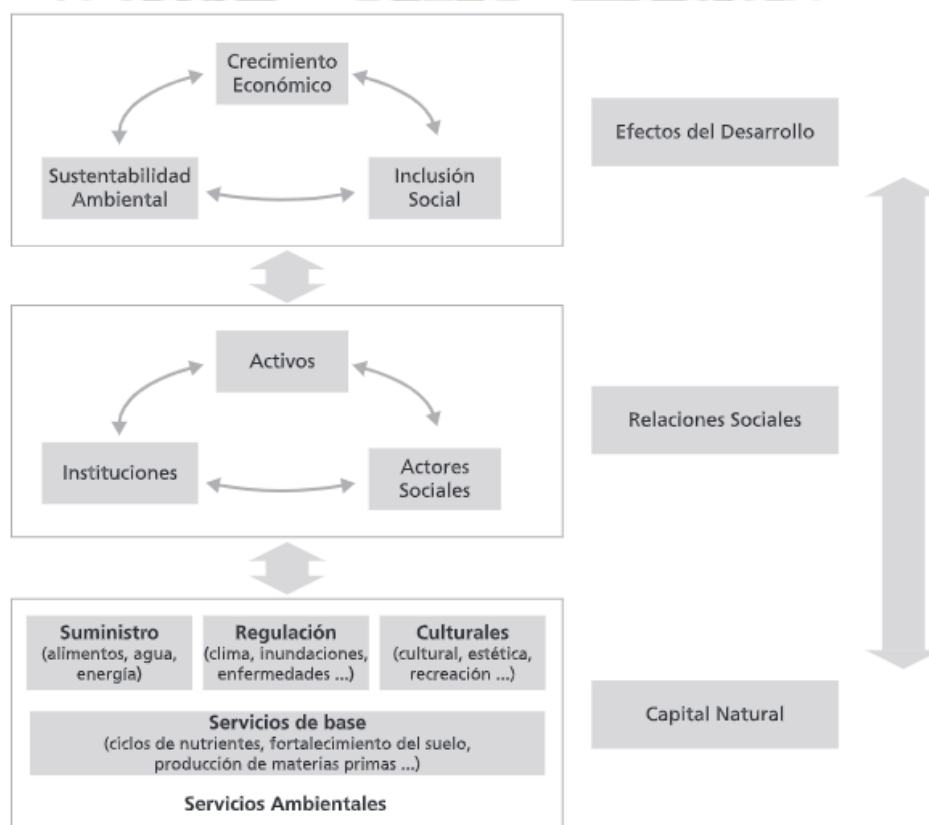 Crecimiento
Económico
Sustentabilidad
Ambiental
Inclusión
Social
Efectos del Desarrollo
Activos
Instituciones
Actores
Sociales
Relaciones Sociales
Suministro
(alimentos, agua,
energía)
Regulación
(clima, inundaciones,
enfermedades ...)
Culturales
(cultural, estética,
recreación ...)
Servicios de base
(ciclos de nutrientes, fortalecimiento del suelo,
producción de materias primas ...)
Servicios Ambientales
Capital Natural